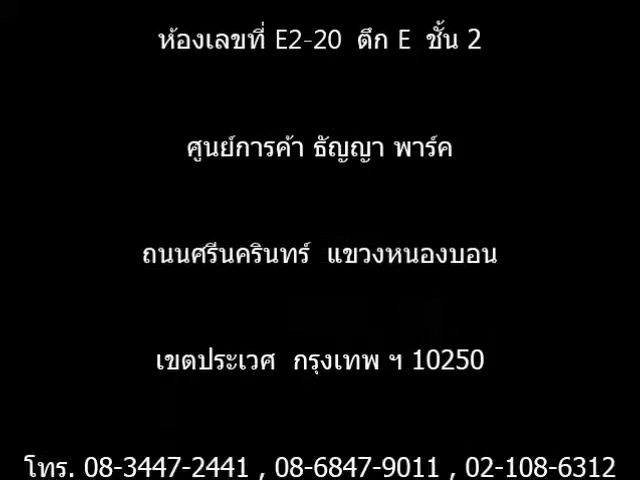 ห้องเลขที่ E2-20 ตึก E ชั้น 2
ศูนย์การค้า ธัญญา พาร์ค
ถนนศรีนครินทร์ แขวงหนองบอน
เขตประเวศ กรุงเทพ ฯ 10250
โทร. 08-3447-2441 , 08-6847-9011 , 02-108-6312